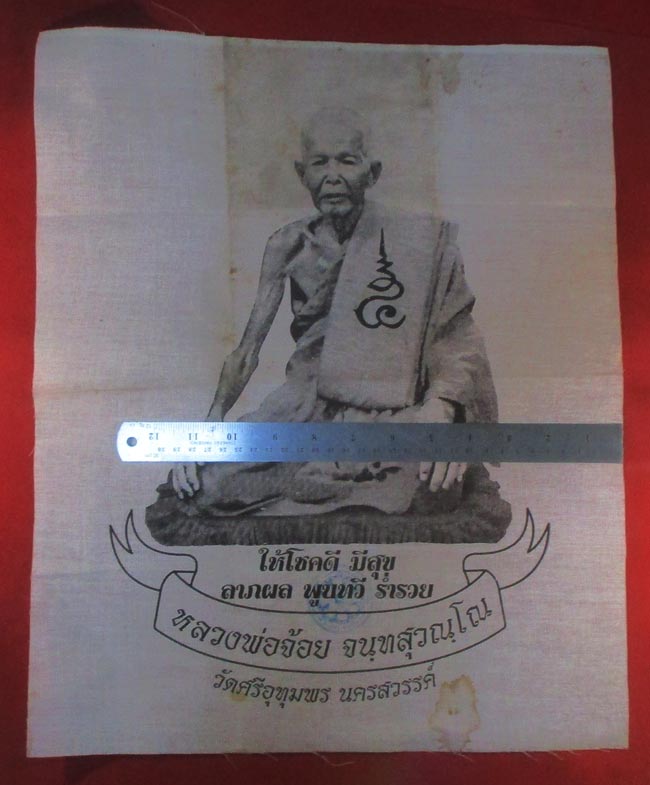 ให้โชคดี มีสุข
ลาภผล พูนทวี ร่ำรวย
หลวงพ่อจ้อย จนฺทสุวณฺโณ
วัดศรีอุทุมพร นครสวรรค์